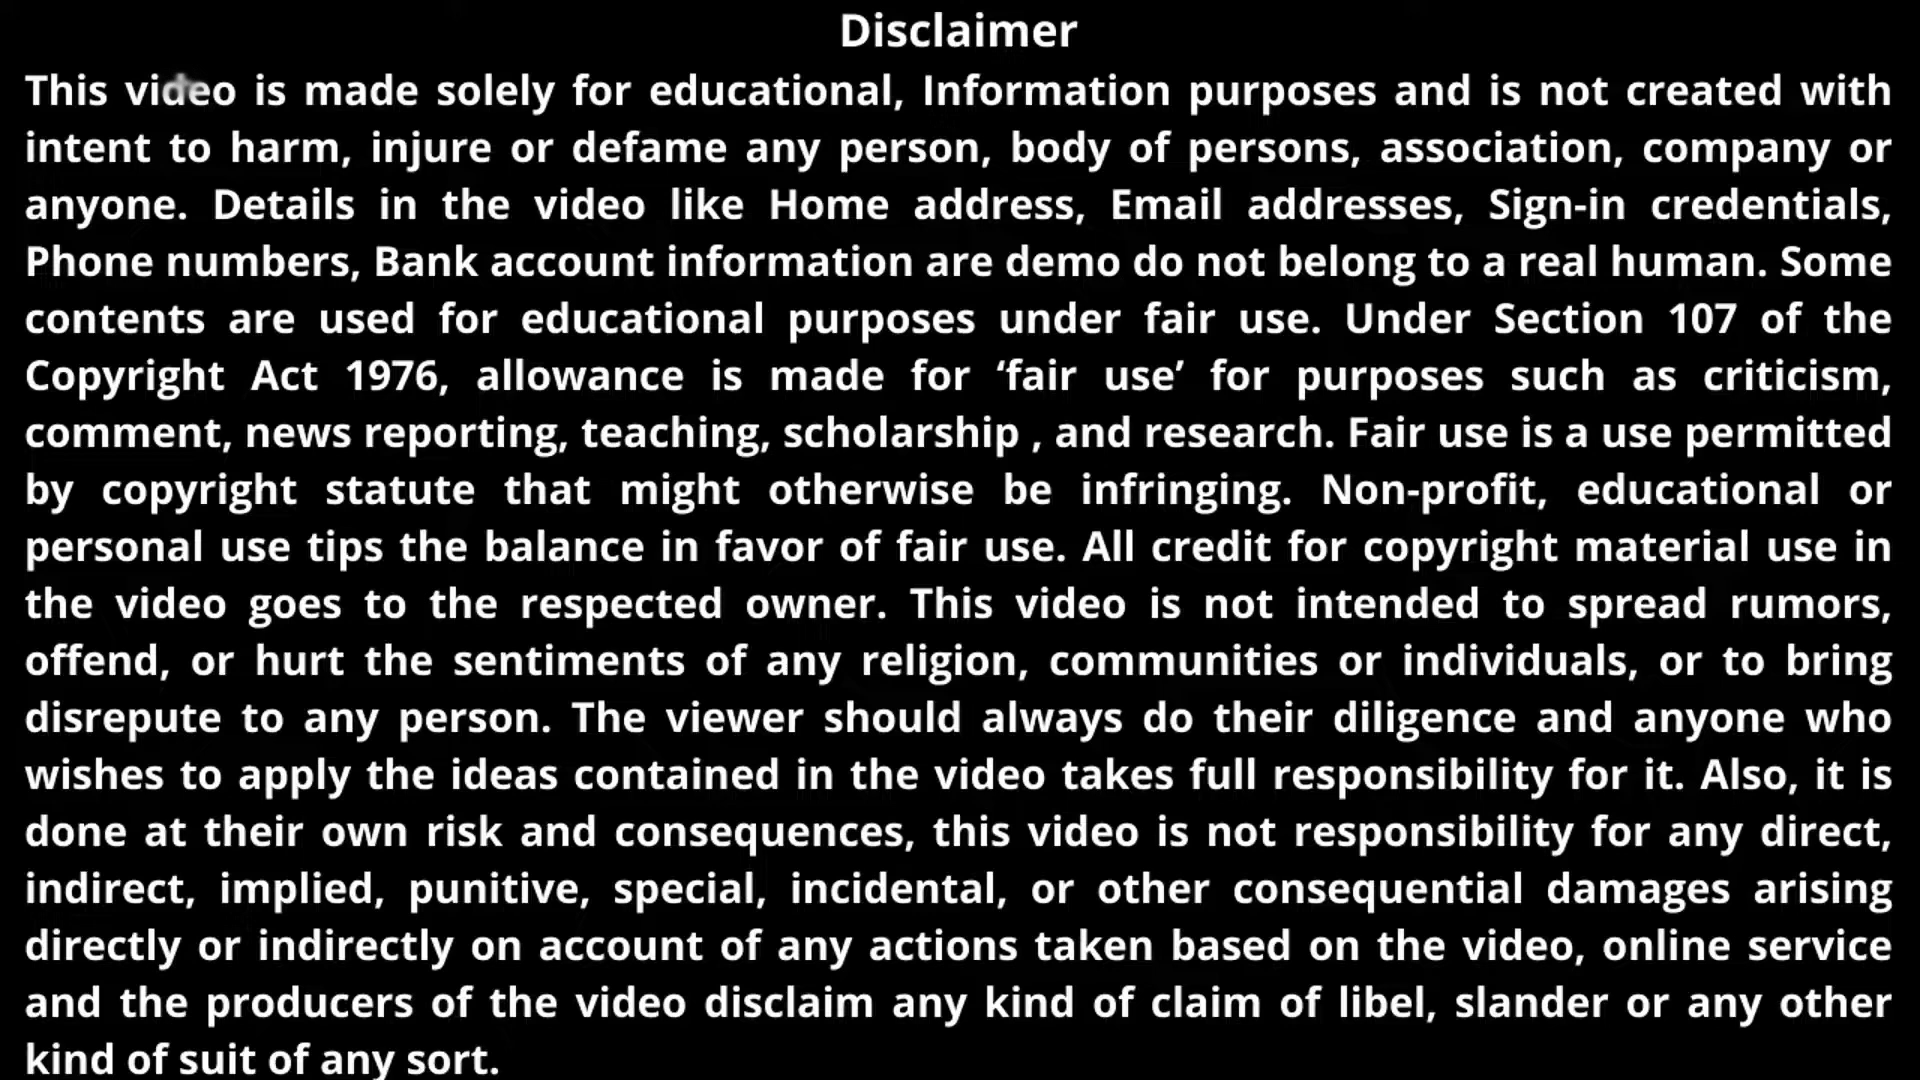 Disclaimer
This video is made solely for educational, Information purposes and is not created with
intent to harm, injure or defame any person, body of persons, association, company or
anyone. Details in the video like Home address, Email addresses, Sign-in credentials,
Phone numbers, Bank account information are demo do not belong to a real human. Some
contents are used for educational purposes under fair use. Under Section 107 of the
Copyright Act 1976, allowance is made for ‘fair use’ for purposes such as criticism,
comment, news reporting, teaching, scholarship , and research. Fair use is a use permitted
by copyright statute that might otherwise be infringing. Non-profit, educational or
personal use tips the balance in favor of fair use. All credit for copyright material use in
the video goes to the respected owner. This video is not intended to spread rumors,
offend, or hurt the sentiments of any religion, communities or individuals, or to bring
disrepute to any person. The viewer should always do their diligence and anyone who
wishes to apply the ideas contained in the video takes full responsibility for it. Also, it is
done at their own risk and consequences, this video is not responsibility for any direct,
indirect, implied, punitive, special, incidental, or other consequential damages arising
directly or indirectly on account of any actions taken based on the video, online service
and the producers of the video disclaim any kind of claim of libel, slander or any other
kind of suit of any sort.